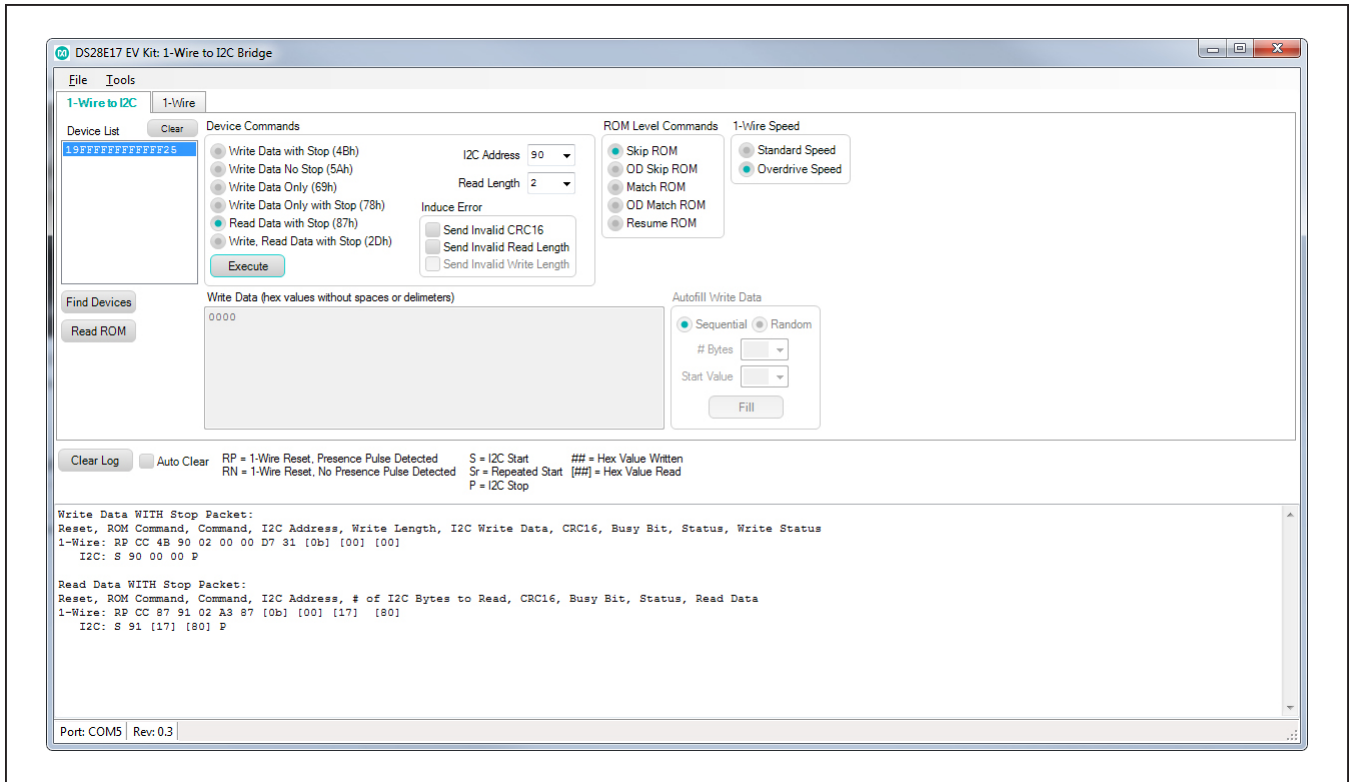 DS28E17 EV Kit: 1-Wire to I2C Bridge
File Tools
1-Wire to I2C 1-Wire
Device List Clear
19FFFFFFFFFFFF25
Find Devices
Read ROM
Device Commands
Write Data with Stop (4Bh)
Write Data No Stop (5Ah)
Write Data Only (69h)
Write Data Only with Stop (78h)
Read Data with Stop (87h)
Write, Read Data with Stop (2Dh)
Execute
I2C Address 90
Read Length 2
Induce Error
Send Invalid CRC16
Send Invalid Read Length
Send Invalid Write Length
ROM Level Commands
Skip ROM
OD Skip ROM
Match ROM
OD Match ROM
Resume ROM
1-Wire Speed
Standard Speed
Overdrive Speed
Write Data (hex values without spaces or delimeters)
0000
Autofill Write Data
Sequential Random
# Bytes
Start Value
Fill
Clear Log Auto Clear
RP = 1-Wire Reset, Presence Pulse Detected S = I2C Start ## = Hex Value Written
RN = 1-Wire Reset, No Presence Pulse Detected Sr = Repeated Start [##] = Hex Value Read
P = I2C Stop
Write Data WITH Stop Packet:
Reset, ROM Command, Command, I2C Address, Write Length, I2C Write Data, CRC16, Busy Bit, Status, Write Status
1-Wire: RP CC 4B 90 02 00 00 D7 31 [0b] [00] [00]
I2C: S 90 00 00 P
Read Data WITH Stop Packet:
Reset, ROM Command, Command, I2C Address, # of I2C Bytes to Read, CRC16, Busy Bit, Status, Read Data
1-Wire: RP CC 87 91 02 A3 87 [0b] [00] [17] [80]
I2C: S 91 [17] [80] P
Port: COM5 Rev: 0.3